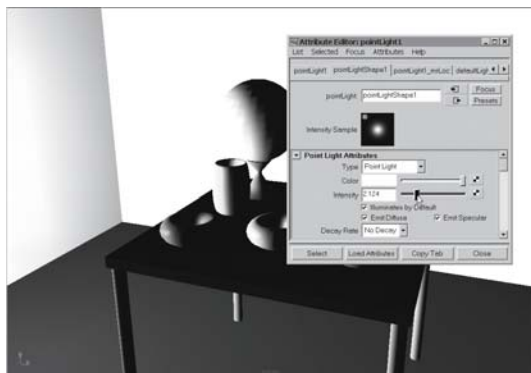 Attribute Editor: pointLight1
List Selected Focus Attributes Help
pointLight1 pointLightShape1 pointLight1_mrLoc defaultLigh
pointLight: pointLightShape1
Focus
Presets
Intensity Sample
Point Light Attributes
Type Point Light
Color
Intensity 2.124
Illuminates by Default
Emit Diffuse Emit Specular
Decay Rate No Decay
Select Load Attributes Copy Tab Close